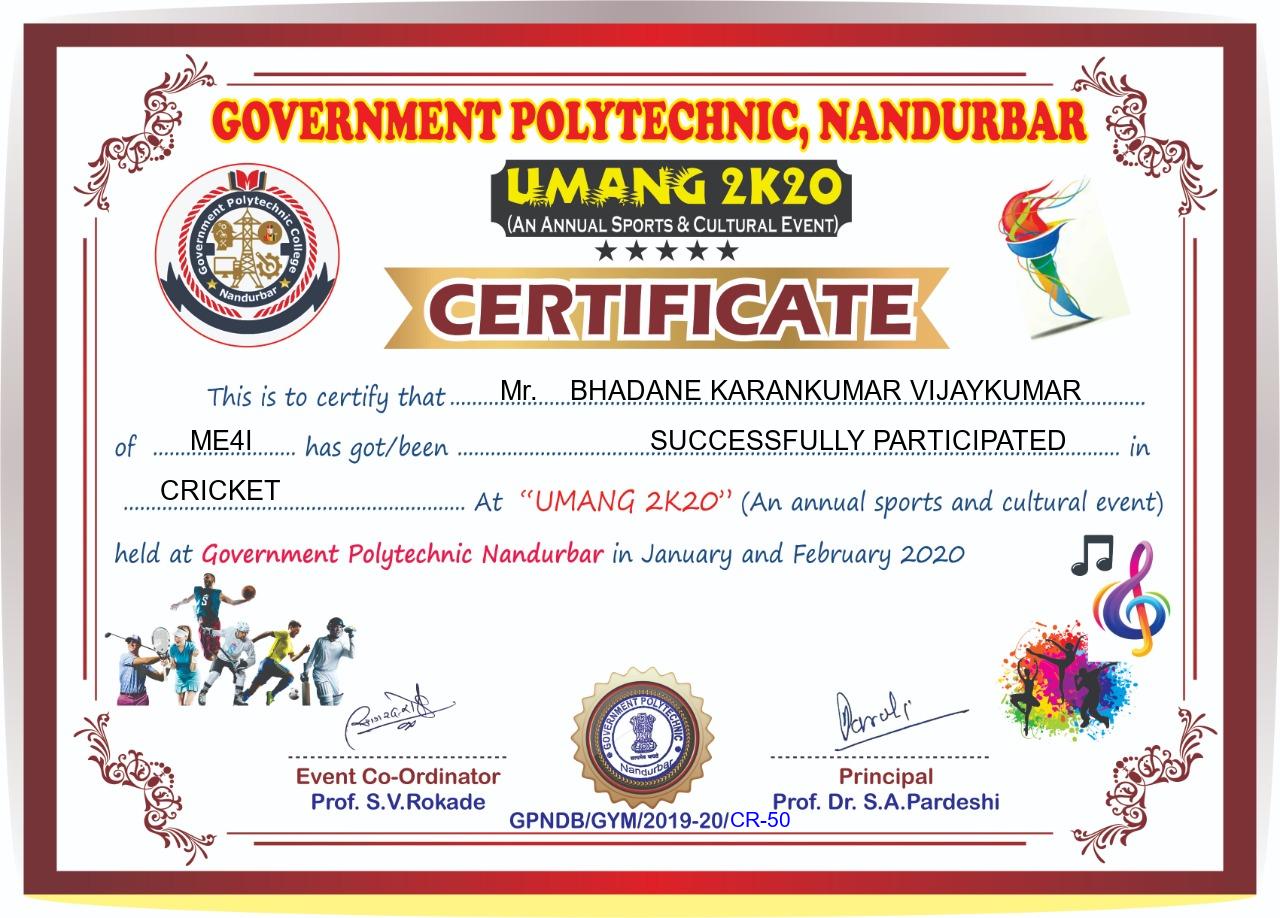 GOVERNMENT POLYTECHNIC, NANDURBAR
UMANG 2K20
(AN ANNUAL SPORTS & CULTURAL EVENT)
CERTIFICATE
Government Polytechnic College
Nandurbar
This is to certify that Mr. BHADANE KARANKUMAR VIJAYKUMAR
of ME4I has got/been SUCCESSFULLY PARTICIPATED in
CRICKET At “UMANG 2K20” (An annual sports and cultural event)
held at Government Polytechnic Nandurbar in January and February 2020
S
GOVERNMENT POLYTECHNIC
सत्यमेव जयते
Nandurbar
Event Co-Ordinator
Prof. S.V.Rokade
Principal
Prof. Dr. S.A.Pardeshi
GPNDB/GYM/2019-20/CR-50